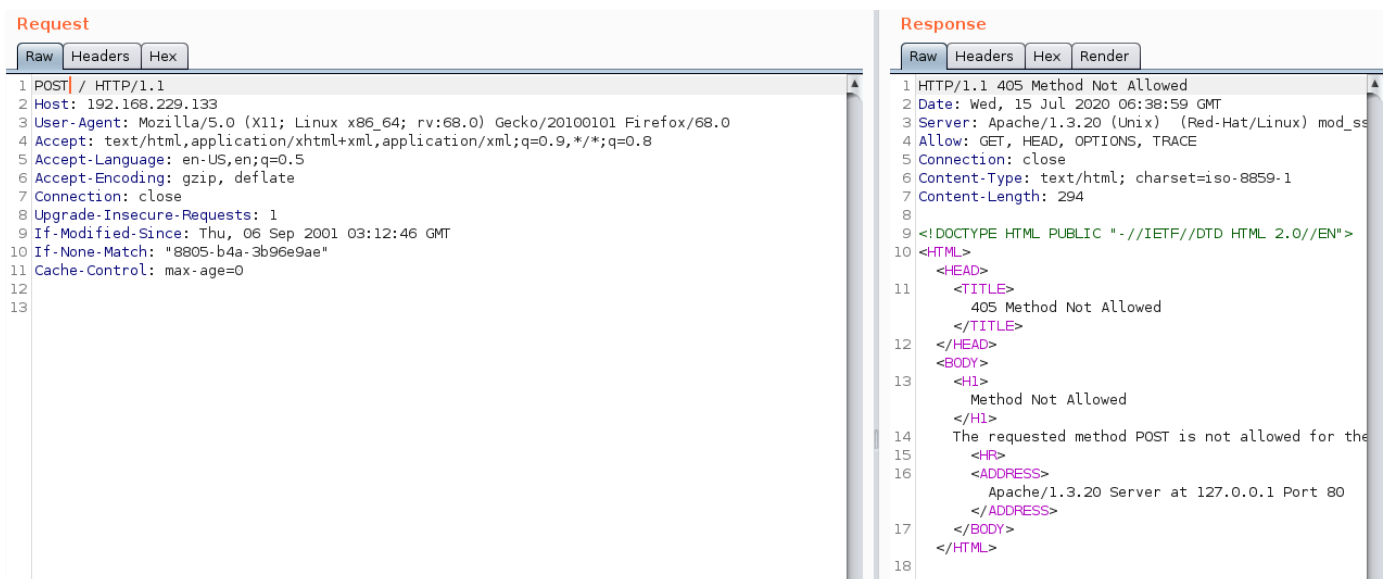 Request
Raw Headers Hex
1 POST / HTTP/1.1
2 Host: 192.168.229.133
3 User-Agent: Mozilla/5.0 (X11; Linux x86_64; rv:68.0) Gecko/20100101 Firefox/68.0
4 Accept: text/html,application/xhtml+xml,application/xml;q=0.9,*/*;q=0.8
5 Accept-Language: en-US,en;q=0.5
6 Accept-Encoding: gzip, deflate
7 Connection: close
8 Upgrade-Insecure-Requests: 1
9 If-Modified-Since: Thu, 06 Sep 2001 03:12:46 GMT
10 If-None-Match: "8805-b4a-3b96e9ae"
11 Cache-Control: max-age=0
12
13
Response
Raw Headers Hex Render
1 HTTP/1.1 405 Method Not Allowed
2 Date: Wed, 15 Jul 2020 06:38:59 GMT
3 Server: Apache/1.3.20 (Unix)  (Red-Hat/Linux) mod_ss
4 Allow: GET, HEAD, OPTIONS, TRACE
5 Connection: close
6 Content-Type: text/html; charset=iso-8859-1
7 Content-Length: 294
8
9 <!DOCTYPE HTML PUBLIC "-//IETF//DTD HTML 2.0//EN">
10 <HTML>
<HEAD>
11 <TITLE>
405 Method Not Allowed
</TITLE>
12 </HEAD>
<BODY>
13 <H1>
Method Not Allowed
</H1>
14 The requested method POST is not allowed for the
15 <HR>
16 <ADDRESS>
Apache/1.3.20 Server at 127.0.0.1 Port 80
</ADDRESS>
17 </BODY>
</HTML>
18